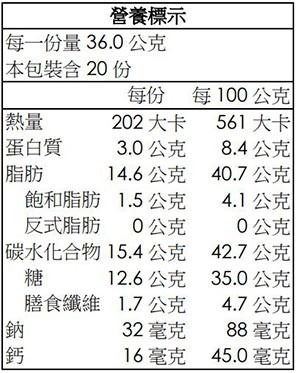 營養標示
每一份量 36.0 公克
本包裝含 20 份
每份 每 100 公克
熱量 202 大卡 561 大卡
蛋白質 3.0 公克 8.4 公克
脂肪 14.6 公克 40.7 公克
飽和脂肪 1.5 公克 4.1 公克
反式脂肪 0 公克 0 公克
碳水化合物 15.4 公克 42.7 公克
糖 12.6 公克 35.0 公克
膳食纖維 1.7 公克 4.7 公克
鈉 32 毫克 88 毫克
鈣 16 毫克 45.0 毫克